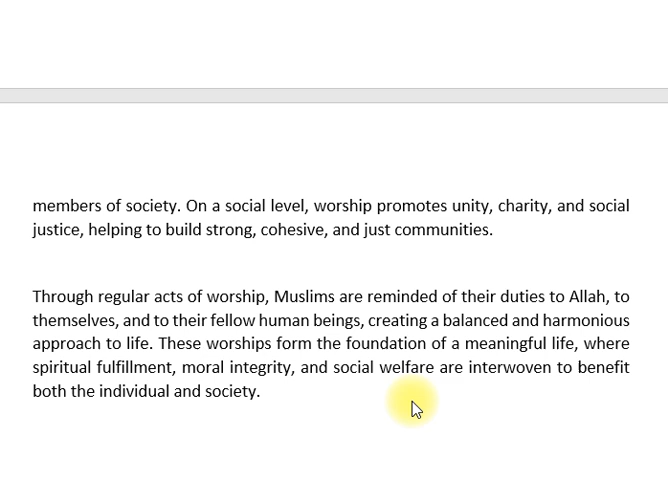 members of society. On a social level, worship promotes unity, charity, and social
justice, helping to build strong, cohesive, and just communities.
Through regular acts of worship, Muslims are reminded of their duties to Allah, to
themselves, and to their fellow human beings, creating a balanced and harmonious
approach to life. These worships form the foundation of a meaningful life, where
spiritual fulfillment, moral integrity, and social welfare are interwoven to benefit
both the individual and society.